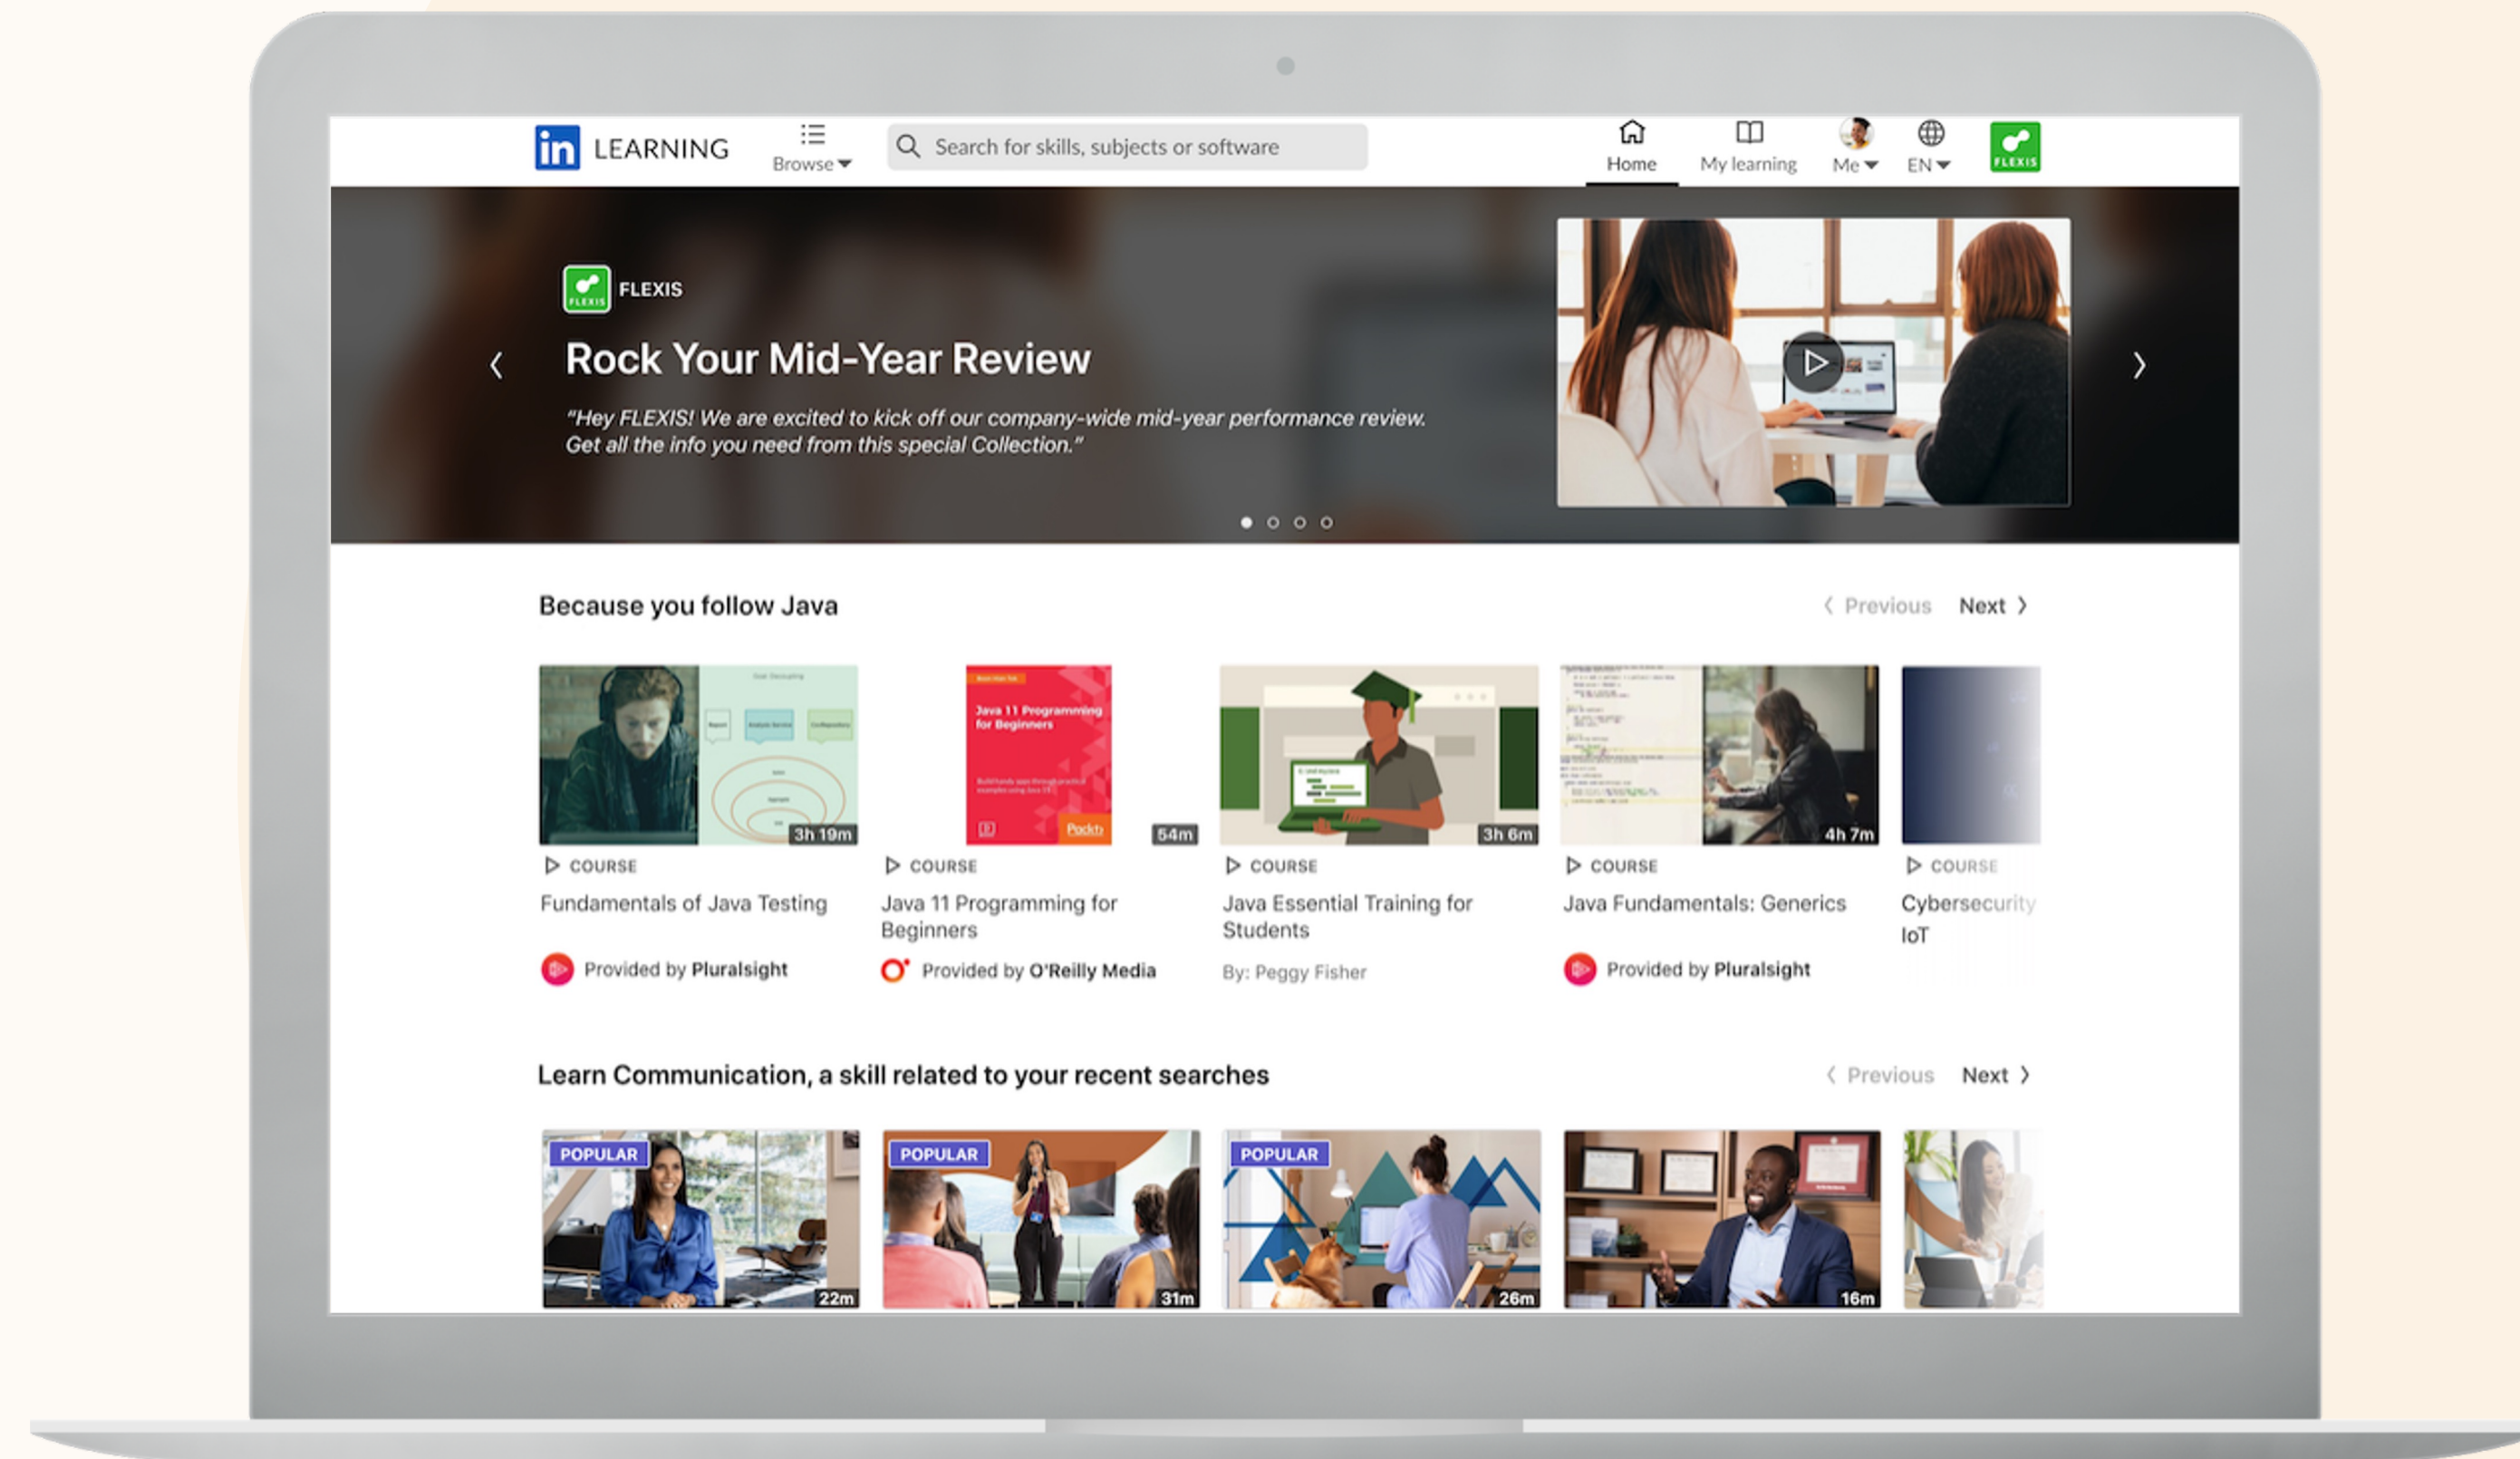 in LEARNING
Browse
Search for skills, subjects or software
Home
My learning
Me
EN
FLEXIS
FLEXIS
FLEXIS
Rock Your Mid-Year Review
“Hey FLEXIS! We are excited to kick off our company-wide mid-year performance review.
Get all the info you need from this special Collection.”
Because you follow Java
Previous
Next
Java 11 Programming
for Beginners
Packt>
3h 19m
54m
3h 6m
4h 7m
COURSE
Fundamentals of Java Testing
Provided by Pluralsight
COURSE
Java 11 Programming for
Beginners
Provided by O'Reilly Media
COURSE
Java Essential Training for
Students
By: Peggy Fisher
COURSE
Java Fundamentals: Generics
Provided by Pluralsight
COURSE
Cybersecurity
IoT
Learn Communication, a skill related to your recent searches
Previous
Next
POPULAR
22m
POPULAR
31m
POPULAR
26m
16m